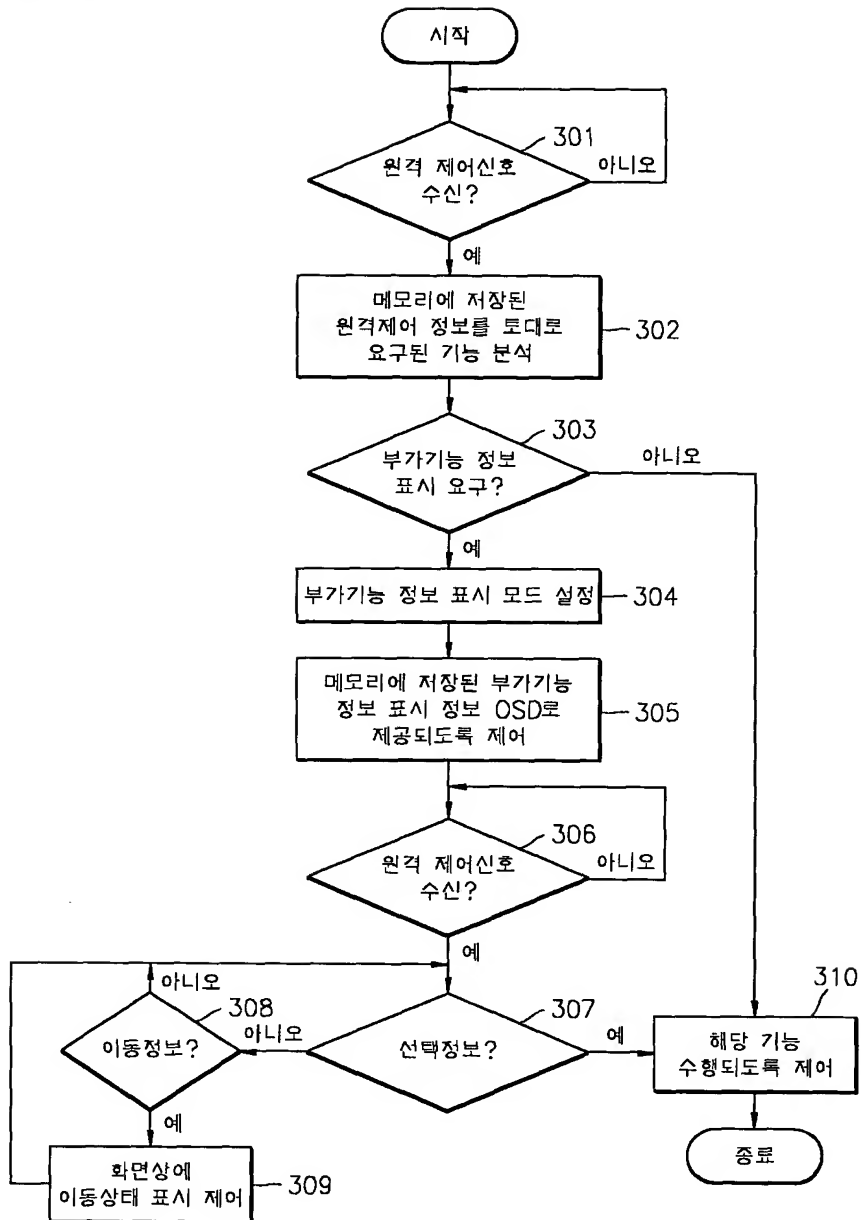 시작
301
원격 제어신호
수신?
아니오
예
메모리에 저장된
원격제어 정보를 토대로
요구된 기능 분석
302
303
부가기능 정보
표시 요구?
아니오
예
부가기능 정보 표시 모드 설정
304
메모리에 저장된 부가기능
정보 표시 정보 OSD로
제공되도록 제어
305
306
원격 제어신호
수신?
아니오
예
아니오
308
이동정보?
아니오
307
선택정보?
예
310
해당 기능
수행되도록 제어
예
종료
화면상에
이동상태 표시 제어
309